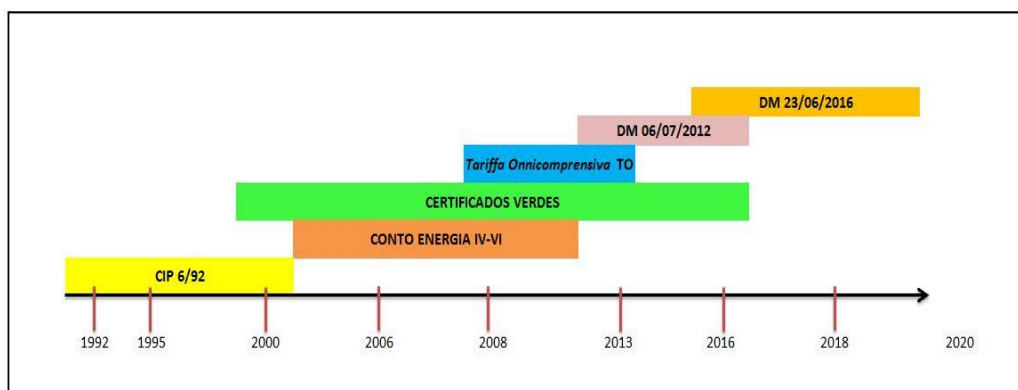 DM 23/06/2016
DM 06/07/2012
Tariffa Onnicomprensiva TO
CERTIFICADOS VERDES
CONTO ENERGIA IV-VI
CIP 6/92
1992 1995 2000 2006 2008 2013 2016 2018 2020